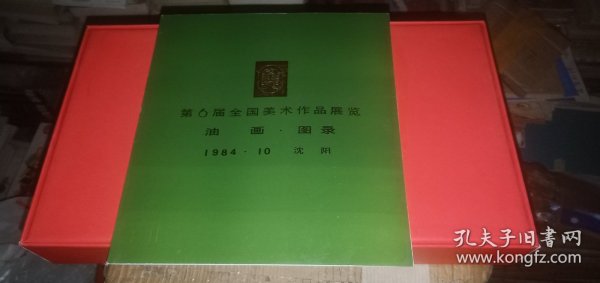 第6届全国美术作品展览
油 画·图录
1984·10 沈阳
孔夫子旧书网
www.kongfz.com